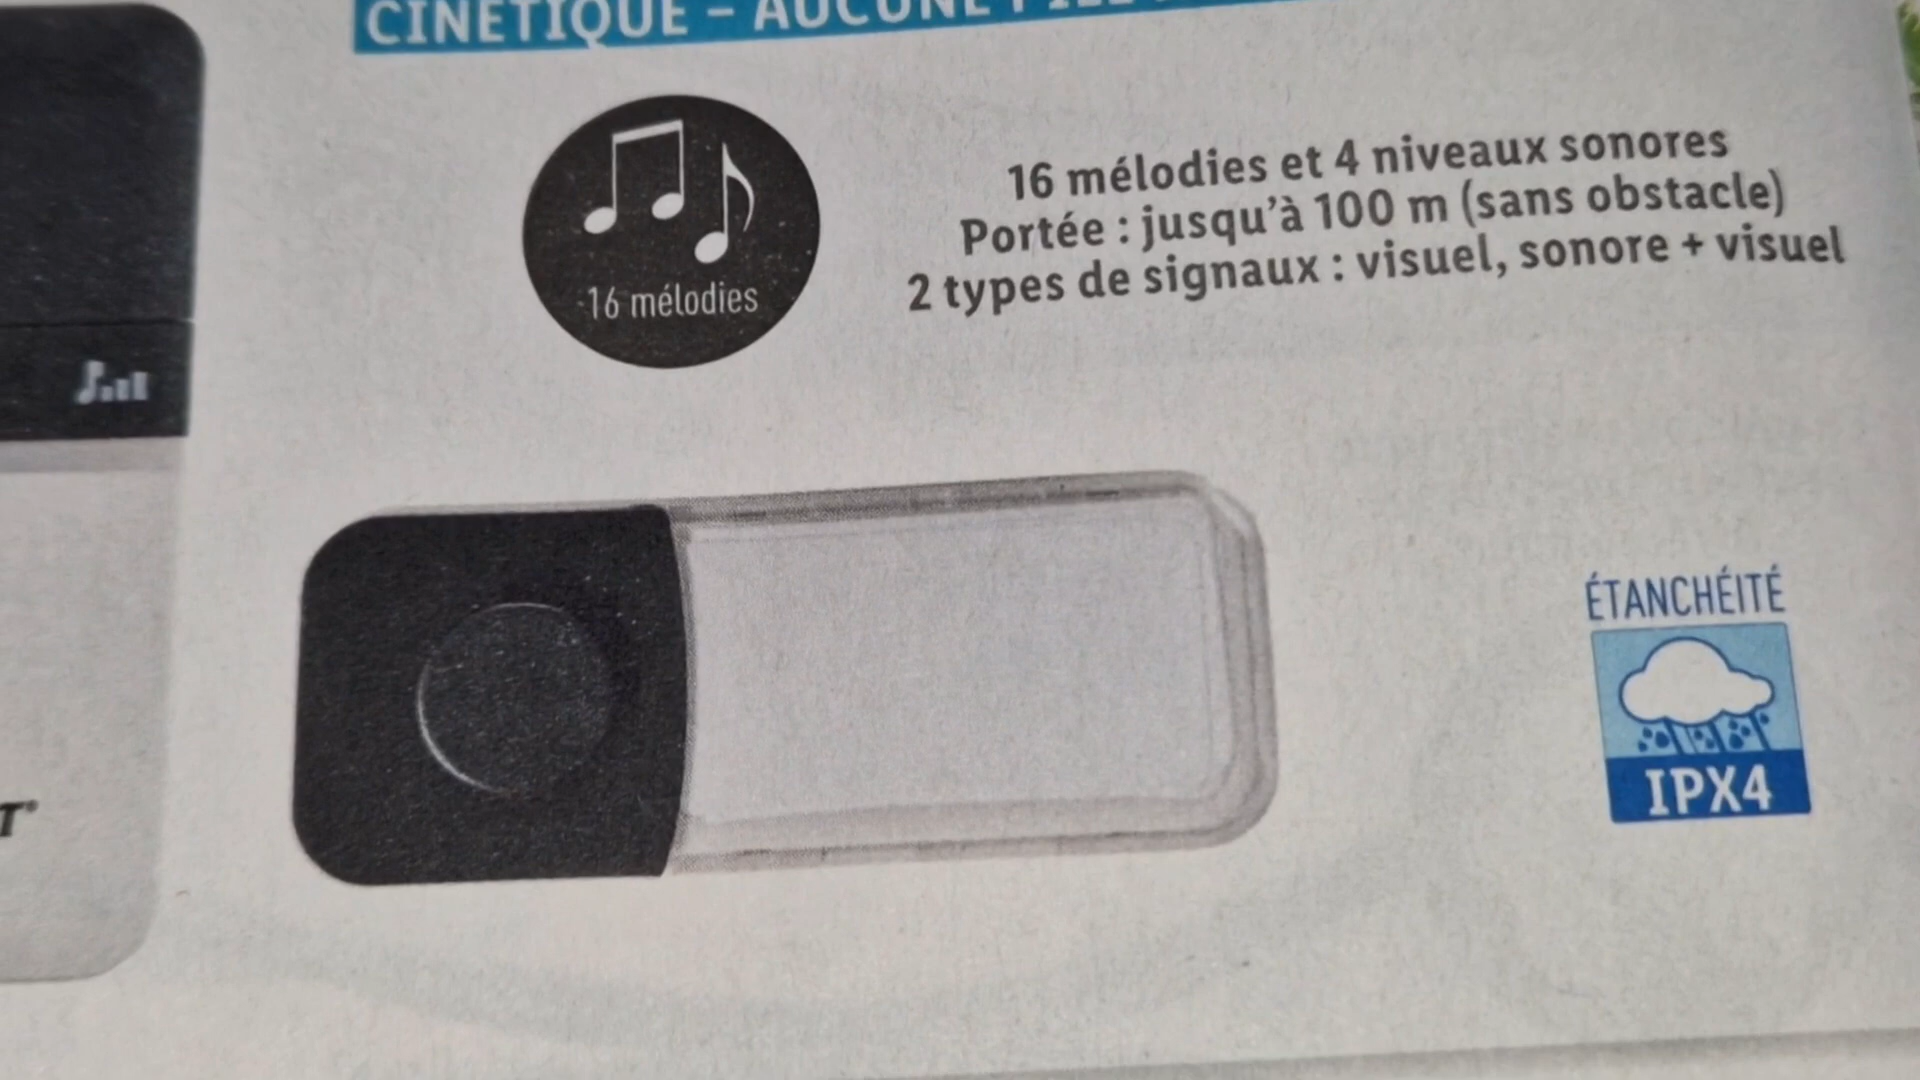 CINÉTIQUE – AUCUNE
16 mélodies
16 mélodies et 4 niveaux sonores
Portée : jusqu'à 100 m (sans obstacle)
2 types de signaux : visuel, sonore + visuel
ÉTANCHÉITÉ
IPX4